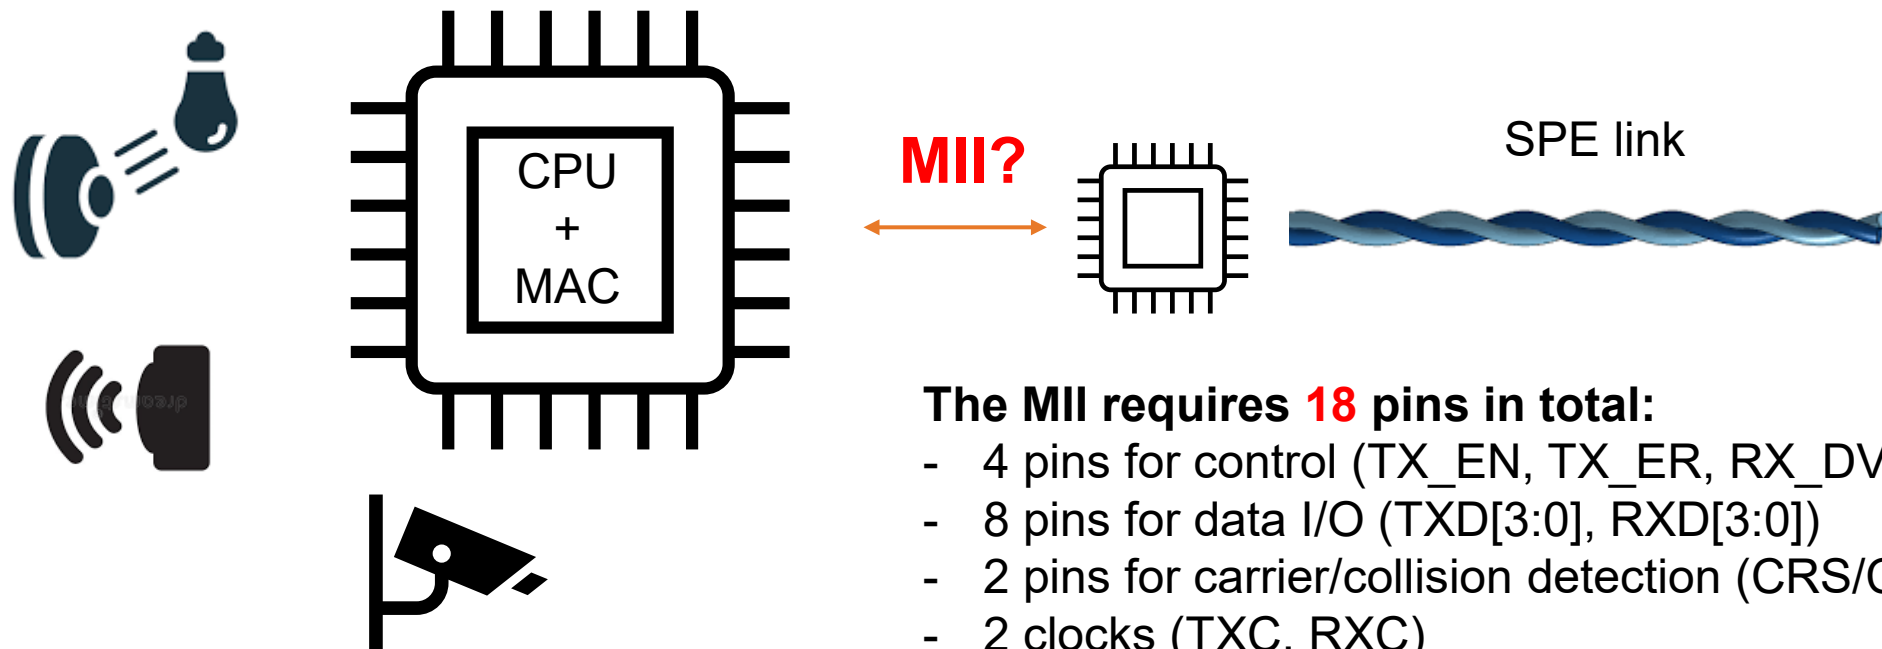 CPU
+
MAC
MII?
SPE link
The MII requires 18 pins in total:
- 4 pins for control (TX_EN, TX_ER, RX_DV
- 8 pins for data I/O (TXD[3:0], RXD[3:0])
- 2 pins for carrier/collision detection (CRS/
- 2 clocks (TXC, RXC)